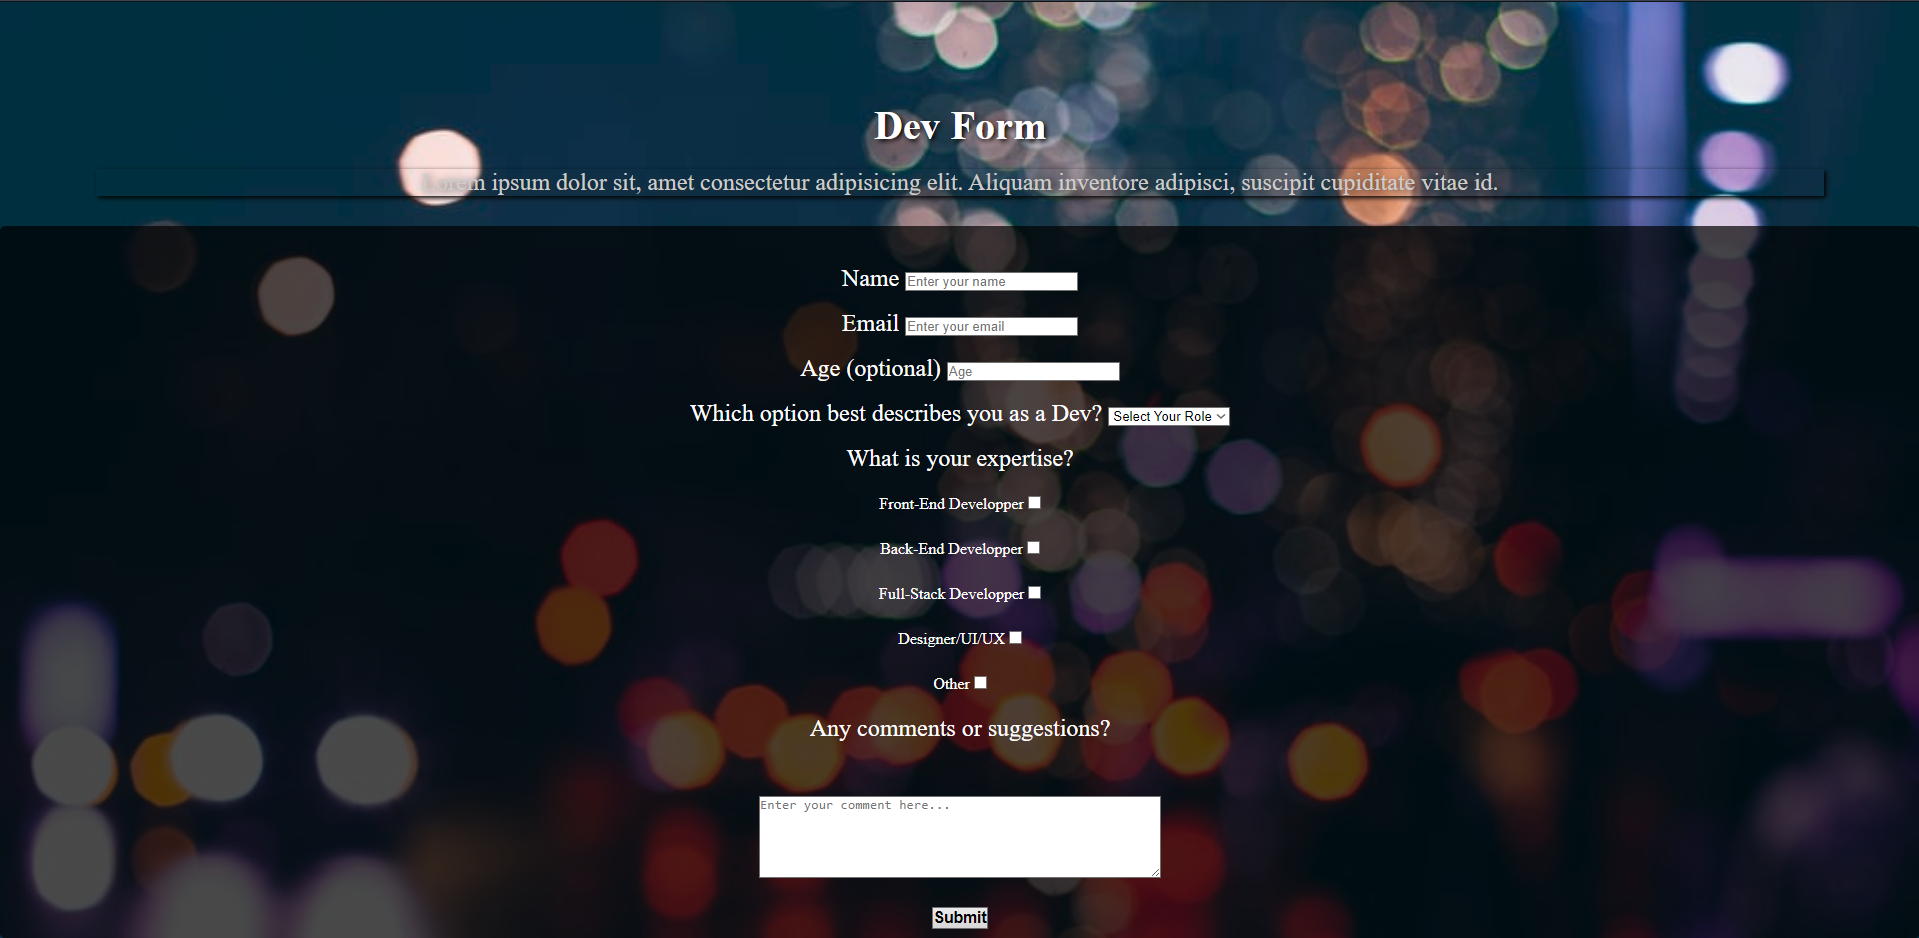 Dev Form
Lorem ipsum dolor sit, amet consectetur adipisicing elit. Aliquam inventore adipisci, suscipit cupiditate vitae id.
Name Enter your name
Email Enter your email
Age (optional) Age
Which option best describes you as a Dev? Select Your Role
What is your expertise?
Front-End Developper
Back-End Developper
Full-Stack Developper
Designer/UI/UX
Other
Any comments or suggestions?
Enter your comment here...
Submit